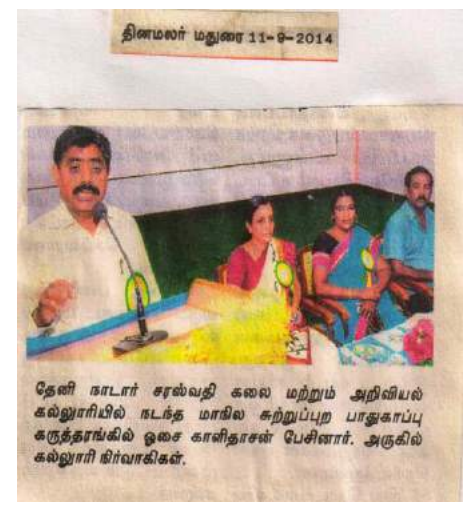 தினமலர் மதுரை 11-9-2014
தேனி நாடார் சரஸ்வதி கலை மற்றும் அறிவியல்
கல்லூரியில் நடந்த மாநில சுற்றுப்புற பாதுகாப்பு
கருத்தரங்கில் ஓசை காளிதாசன் பேசினார். அருகில்
கல்லூரி நிர்வாகிகள்.